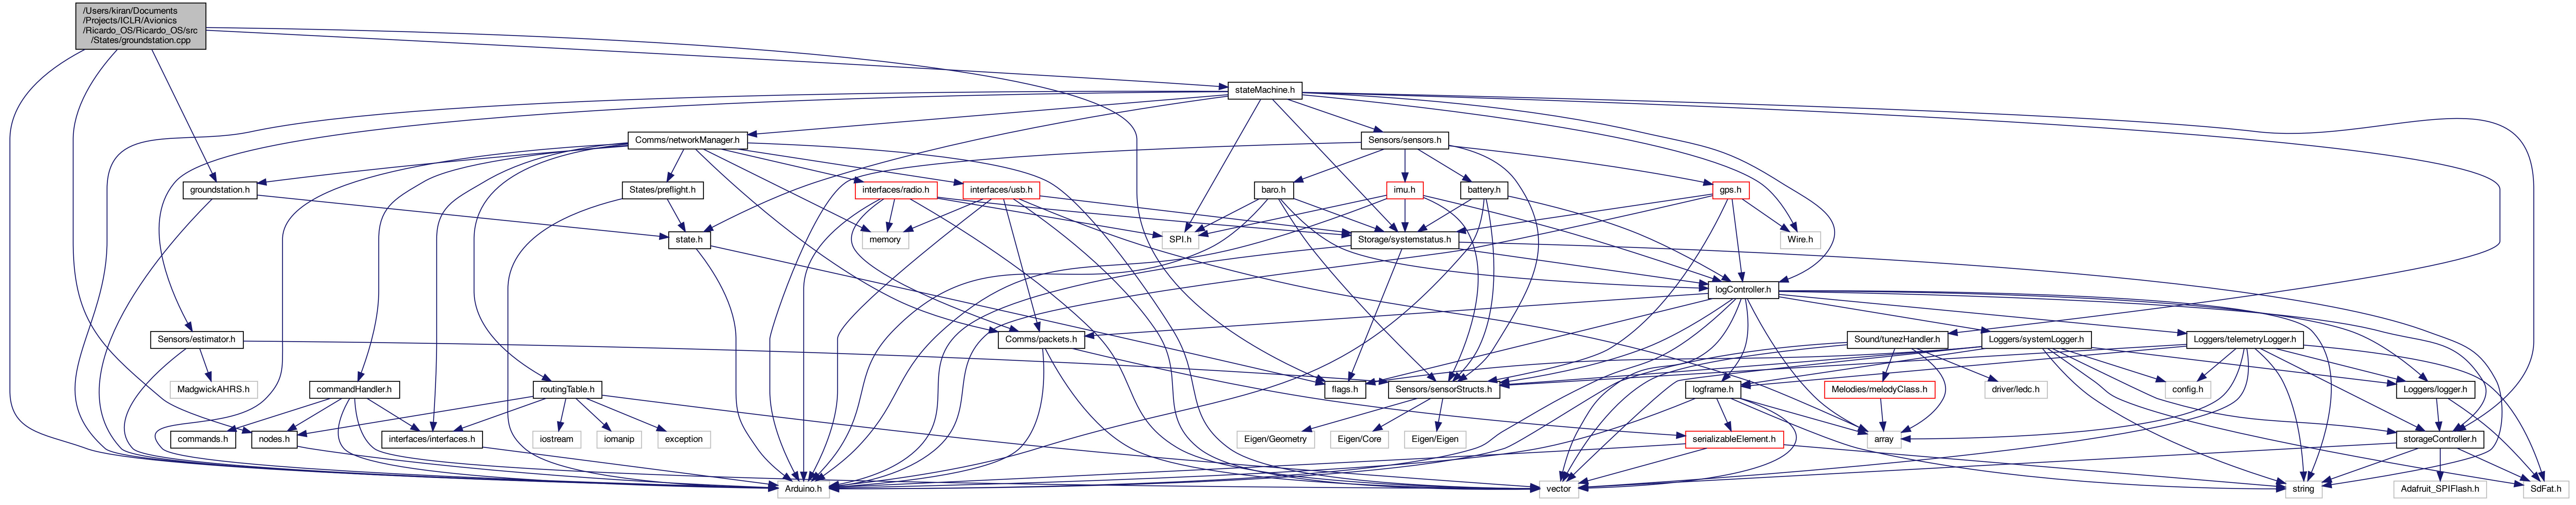 /Users/kiran/Documents
/Projects/ICLR/Avionics
/Ricardo_OS/Ricardo_OS/src
/States/groundstation.cpp
stateMachine.h
Comms/networkManager.h
Sensors/sensors.h
groundstation.h
States/preflight.h
interfaces/radio.h
interfaces/usb.h
baro.h
imu.h
battery.h
gps.h
state.h
memory
SPI.h
Storage/systemstatus.h
Wire.h
logController.h
Sensors/estimator.h
Comms/packets.h
Sound/tunezHandler.h
Loggers/systemLogger.h
Loggers/telemetryLogger.h
MadgwickAHRS.h
commandHandler.h
routingTable.h
flags.h
Sensors/sensorStructs.h
logframe.h
Melodies/melodyClass.h
driver/ledc.h
config.h
Loggers/logger.h
commands.h
nodes.h
interfaces/interfaces.h
iostream
iomanip
exception
Eigen/Geometry
Eigen/Core
Eigen/Eigen
serializableElement.h
array
storageController.h
Arduino.h
vector
string
Adafruit_SPIFlash.h
SdFat.h